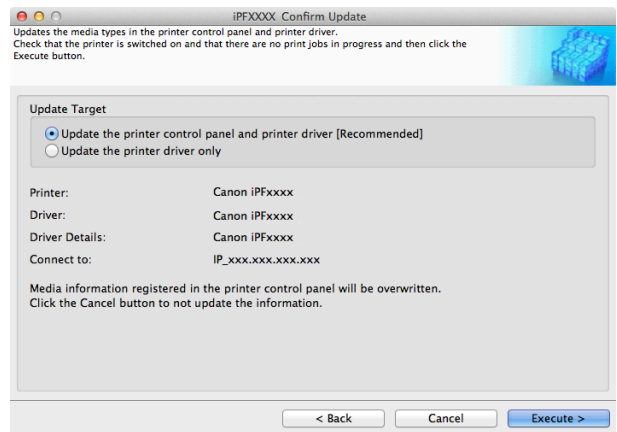 iPFXXXX Confirm Update
Updates the media types in the printer control panel and printer driver.
Check that the printer is switched on and that there are no print jobs in progress and then click the
Execute button.
Update Target
Update the printer control panel and printer driver [Recommended]
Update the printer driver only
Printer: Canon iPFxxxx
Driver: Canon iPFxxxx
Driver Details: Canon iPFxxxx
Connect to: IP_xxx.xxx.xxx.xxx
Media information registered in the printer control panel will be overwritten.
Click the Cancel button to not update the information.
< Back Cancel Execute >